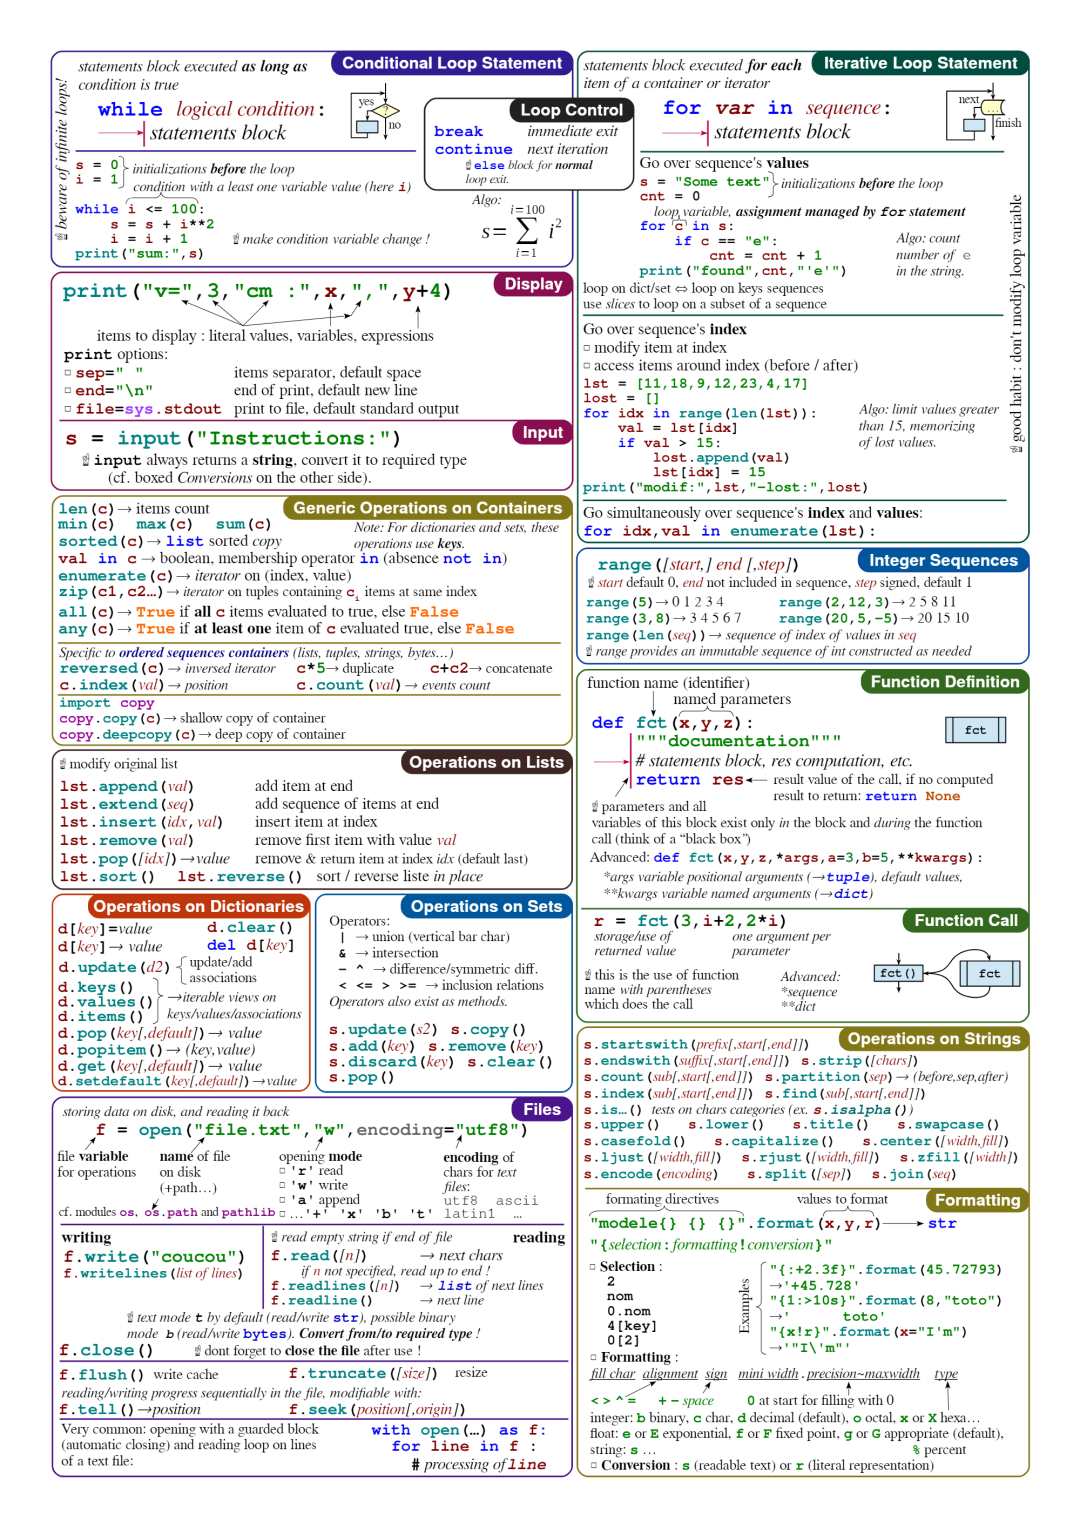 Conditional Loop Statement
statements block executed as long as
condition is true
while logical condition:
statements block
yes
?
no
☝ beware of infinite loops!
s = 0
i = 1
initializations before the loop
condition with a least one variable value (here i)
while i <= 100:
s = s + i**2
i = i + 1
☝ make condition variable change !
print("sum:",s)
Algo:
i=100
s= ∑ i²
i=1
Loop Control
break immediate exit
continue next iteration
☝ else block for normal
loop exit.
Iterative Loop Statement
statements block executed for each
item of a container or iterator
for var in sequence:
statements block
next
…
finish
Go over sequence's values
s = "Some text"
cnt = 0
initializations before the loop
loop variable, assignment managed by for statement
for c in s:
if c == "e":
cnt = cnt + 1
print("found",cnt,"'e'")
Algo: count
number of e
in the string.
loop on dict/set ⇔ loop on keys sequences
use slices to loop on a subset of a sequence
Go over sequence's index
□ modify item at index
□ access items around index (before / after)
lst = [11,18,9,12,23,4,17]
lost = []
for idx in range(len(lst)):
val = lst[idx]
if val > 15:
lost.append(val)
lst[idx] = 15
print("modif:",lst,"-lost:",lost)
Algo: limit values greater
than 15, memorizing
of lost values.
☝ good habit : don't modify loop variable
Go simultaneously over sequence's index and values:
for idx,val in enumerate(lst):
Display
print("v=",3,"cm :",x,",",y+4)
items to display : literal values, variables, expressions
print options:
□ sep=" " items separator, default space
□ end="\n" end of print, default new line
□ file=sys.stdout print to file, default standard output
Input
s = input("Instructions:")
☝ input always returns a string, convert it to required type
(cf. boxed Conversions on the other side).
Generic Operations on Containers
len(c)→ items count
min(c) max(c) sum(c)
sorted(c)→ list sorted copy
Note: For dictionaries and sets, these
operations use keys.
val in c → boolean, membership operator in (absence not in)
enumerate(c)→ iterator on (index, value)
zip(c1,c2…)→ iterator on tuples containing ci items at same index
all(c)→ True if all c items evaluated to true, else False
any(c)→ True if at least one item of c evaluated true, else False
Specific to ordered sequences containers (lists, tuples, strings, bytes…)
reversed(c)→ inversed iterator c*5→ duplicate c+c2→ concatenate
c.index(val)→ position c.count(val)→ events count
import copy
copy.copy(c)→ shallow copy of container
copy.deepcopy(c)→ deep copy of container
Integer Sequences
range([start,] end [,step])
☝ start default 0, end not included in sequence, step signed, default 1
range(5)→ 0 1 2 3 4 range(2,12,3)→ 2 5 8 11
range(3,8)→ 3 4 5 6 7 range(20,5,-5)→ 20 15 10
range(len(seq))→ sequence of index of values in seq
☝ range provides an immutable sequence of int constructed as needed
Operations on Lists
☝ modify original list
lst.append(val) add item at end
lst.extend(seq) add sequence of items at end
lst.insert(idx,val) insert item at index
lst.remove(val) remove first item with value val
lst.pop([idx])→value remove & return item at index idx (default last)
lst.sort() lst.reverse() sort / reverse liste in place
Function Definition
function name (identifier)
named parameters
def fct(x,y,z):
"""documentation"""
# statements block, res computation, etc.
return res← result value of the call, if no computed
result to return: return None
fct
☝ parameters and all
variables of this block exist only in the block and during the function
call (think of a “black box”)
Advanced: def fct(x,y,z,*args,a=3,b=5,**kwargs):
*args variable positional arguments (→tuple), default values,
**kwargs variable named arguments (→dict)
Function Call
r = fct(3,i+2,2*i)
storage/use of one argument per
returned value parameter
☝ this is the use of function
name with parentheses
which does the call
Advanced:
*sequence
**dict
fct()
fct
Operations on Dictionaries
d[key]=value d.clear()
d[key]→ value del d[key]
d.update(d2) update/add
associations
d.keys()
d.values()
d.items()
→iterable views on
keys/values/associations
d.pop(key[,default])→ value
d.popitem()→ (key,value)
d.get(key[,default])→ value
d.setdefault(key[,default])→value
Operations on Sets
Operators:
| → union (vertical bar char)
& → intersection
- ^ → difference/symmetric diff.
< <= > >= → inclusion relations
Operators also exist as methods.
s.update(s2) s.copy()
s.add(key) s.remove(key)
s.discard(key) s.clear()
s.pop()
Operations on Strings
s.startswith(prefix[,start[,end]])
s.endswith(suffix[,start[,end]]) s.strip([chars])
s.count(sub[,start[,end]]) s.partition(sep)→ (before,sep,after)
s.index(sub[,start[,end]]) s.find(sub[,start[,end]])
s.is…() tests on chars categories (ex. s.isalpha())
s.upper() s.lower() s.title() s.swapcase()
s.casefold() s.capitalize() s.center([width,fill])
s.ljust([width,fill]) s.rjust([width,fill]) s.zfill([width])
s.encode(encoding) s.split([sep]) s.join(seq)
Files
storing data on disk, and reading it back
f = open("file.txt","w",encoding="utf8")
file variable
for operations
name of file
on disk
(+path…)
opening mode
□ 'r' read
□ 'w' write
□ 'a' append
□ …'+' 'x' 'b' 't'
encoding of
chars for text
files:
utf8 ascii
latin1 …
cf. modules os, os.path and pathlib
writing
f.write("coucou")
f.writelines(list of lines)
☝ read empty string if end of file reading
f.read([n]) → next chars
if n not specified, read up to end !
f.readlines([n]) → list of next lines
f.readline() → next line
☝ text mode t by default (read/write str), possible binary
mode b (read/write bytes). Convert from/to required type !
f.close() ☝ dont forget to close the file after use !
f.flush() write cache f.truncate([size]) resize
reading/writing progress sequentially in the file, modifiable with:
f.tell()→position f.seek(position[,origin])
Very common: opening with a guarded block
(automatic closing) and reading loop on lines
of a text file:
with open(…) as f:
for line in f :
# processing of line
Formatting
formating directives values to format
"modele{} {} {}".format(x,y,r)→ str
"{selection:formatting!conversion}"
□ Selection :
2
nom
0.nom
4[key]
0[2]
Examples
"{:+2.3f}".format(45.72793)
→'+45.728'
"{1:>10s}".format(8,"toto")
→' toto'
"{x!r}".format(x="I'm")
→'"I\'m"'
□ Formatting :
fill char alignment sign mini width.precision~maxwidth type
< > ^ = + - space 0 at start for filling with 0
integer: b binary, c char, d decimal (default), o octal, x or X hexa…
float: e or E exponential, f or F fixed point, g or G appropriate (default),
string: s … % percent
□ Conversion : s (readable text) or r (literal representation)